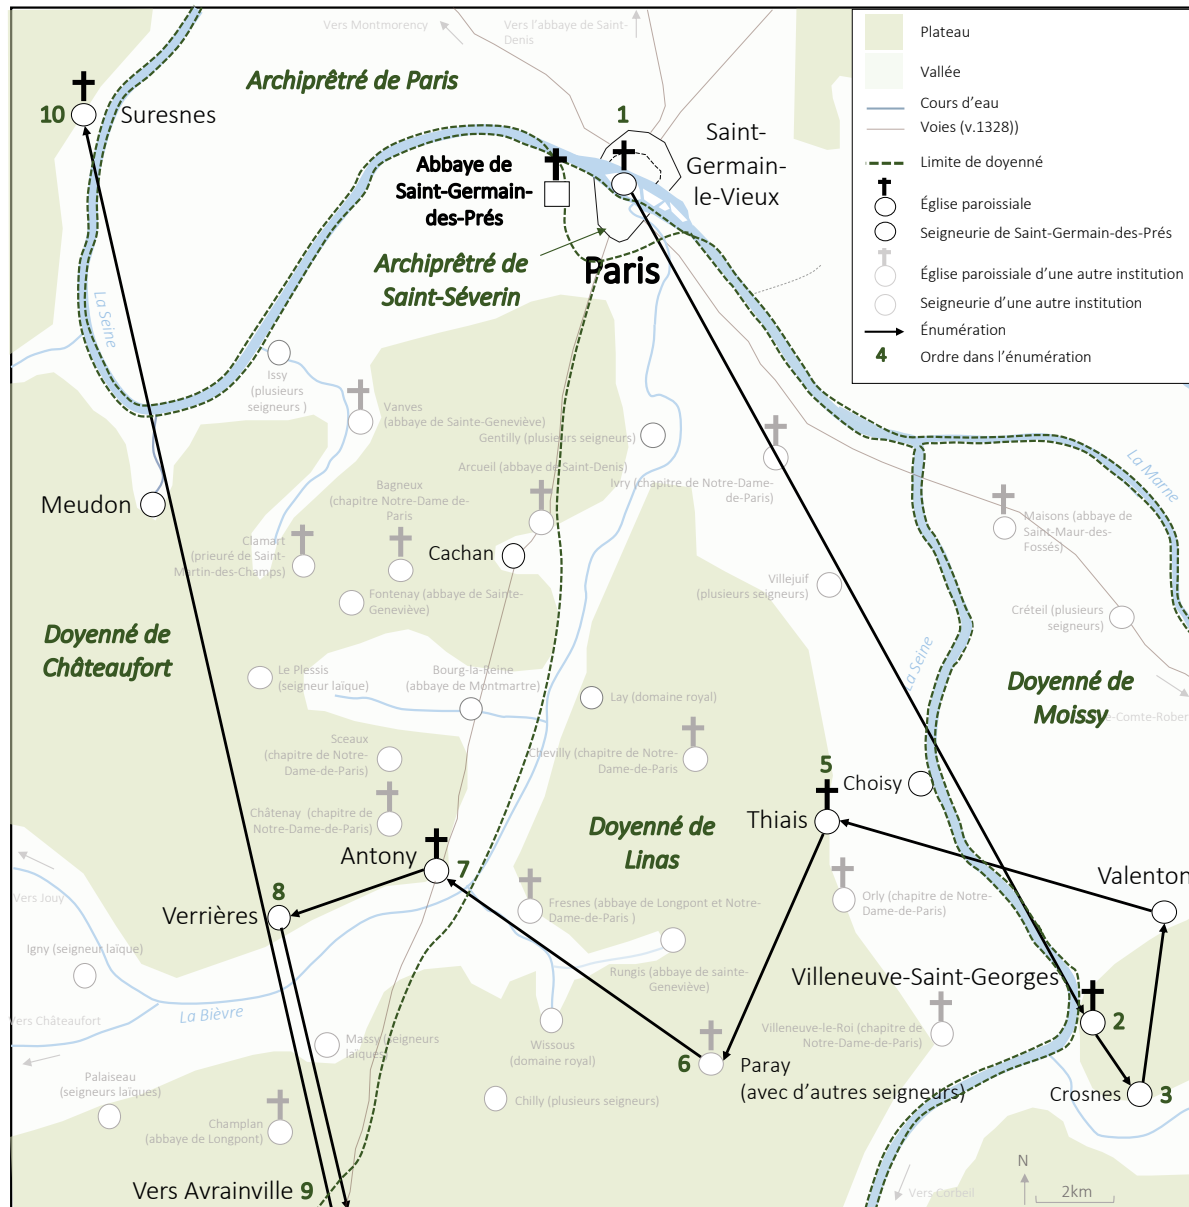 Vers Montmorency
Vers l'abbaye de Saint-
Denis
Plateau
Vallée
Cours d'eau
Voies (v.1328))
Limite de doyenné
Église paroissiale
Seigneurie de Saint-Germain-des-Prés
Église paroissiale d'une autre institution
Seigneurie d'une autre institution
Énumération
4 Ordre dans l'énumération
Archiprêtré de Paris
10 Suresnes
1
Saint-
Germain-
le-Vieux
Abbaye de
Saint-Germain-
des-Prés
Archiprêtré de
Saint-Séverin
Paris
La Seine
Issy
(plusieurs
seigneurs )
Vanves
(abbaye de Sainte-Geneviève)
Gentilly (plusieurs seigneurs)
Arcueil (abbaye de Saint-Denis)
Ivry (chapitre de Notre-Dame-
de-Paris)
La Marne
Bagneux
(chapitre Notre-Dame de-
Paris
Meudon
Maisons (abbaye de
Saint-Maur-des-
Fossés)
Clamart
(prieuré de Saint-
Martin-des-Champs)
Cachan
Villejuif
(plusieurs seigneurs)
Fontenay (abbaye de Sainte-
Geneviève)
Créteil (plusieurs
seigneurs)
Doyenné de
Châteaufort
La Seine
Le Plessis
(seigneur laïque)
Bourg-la-Reine
(abbaye de Montmartre)
Lay (domaine royal)
Doyenné de
Moissy
e-Comte-Rober
Sceaux
(chapitre de Notre-
Dame-de-Paris)
Chevilly (chapitre de Notre-
Dame-de-Paris
5
Choisy
Thiais
Châtenay (chapitre de
Notre-Dame-de-Paris)
Doyenné de
Linas
Antony
7
Valenton
8
Verrières
Vers Jouy
Fresnes (abbaye de Longpont et Notre-
Dame-de-Paris )
Orly (chapitre de Notre-
Dame-de-Paris)
Igny (seigneur laïque)
Rungis (abbaye de sainte-
Geneviève)
Villeneuve-Saint-Georges
2
Vers Châteaufort
La Bièvre
Massy (seigneurs
laïques)
Wissous
(domaine royal)
Villeneuve-le-Roi (chapitre de
Notre-Dame-de-Paris)
6
Paray
(avec d'autres seigneurs)
Palaiseau
(seigneurs laïques)
Crosnes 3
Chilly (plusieurs seigneurs)
Champlan
(abbaye de Longpont)
Vers Avrainville 9
Vers Corbeil
N
2km